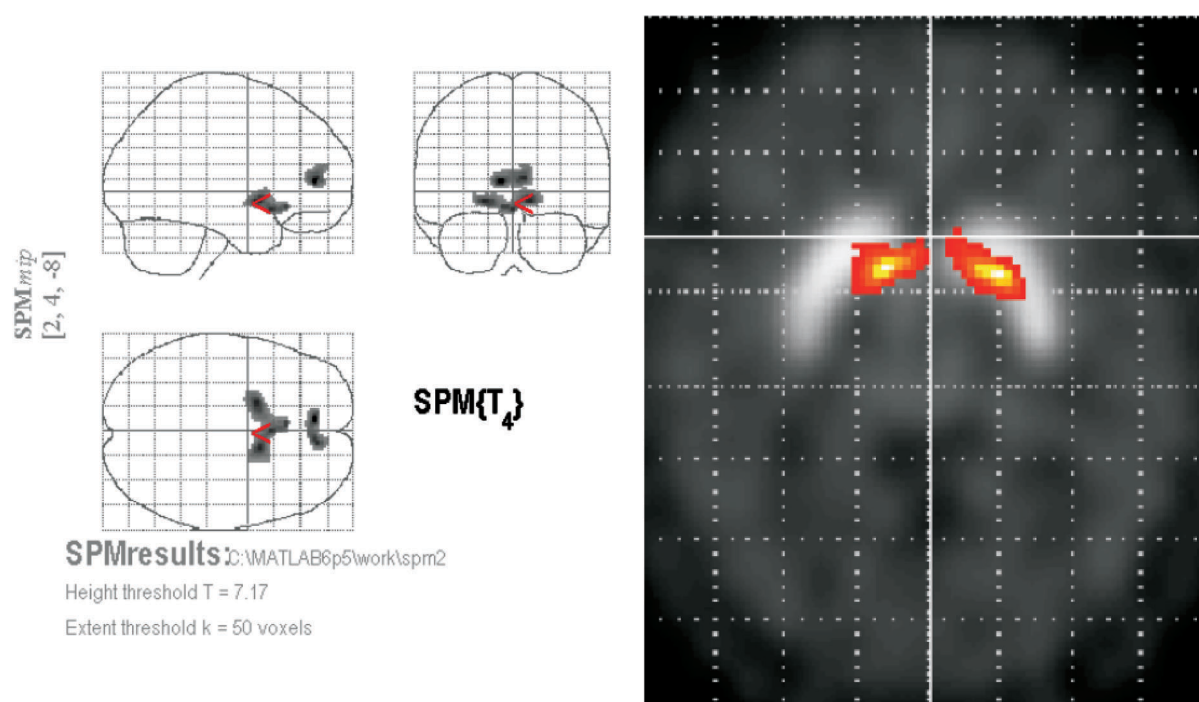 SPMmip
[2, 4, -8]
SPM{T4}
SPMresults: C:\MATLAB6p5\work\spm2
Height threshold T = 7.17
Extent threshold k = 50 voxels